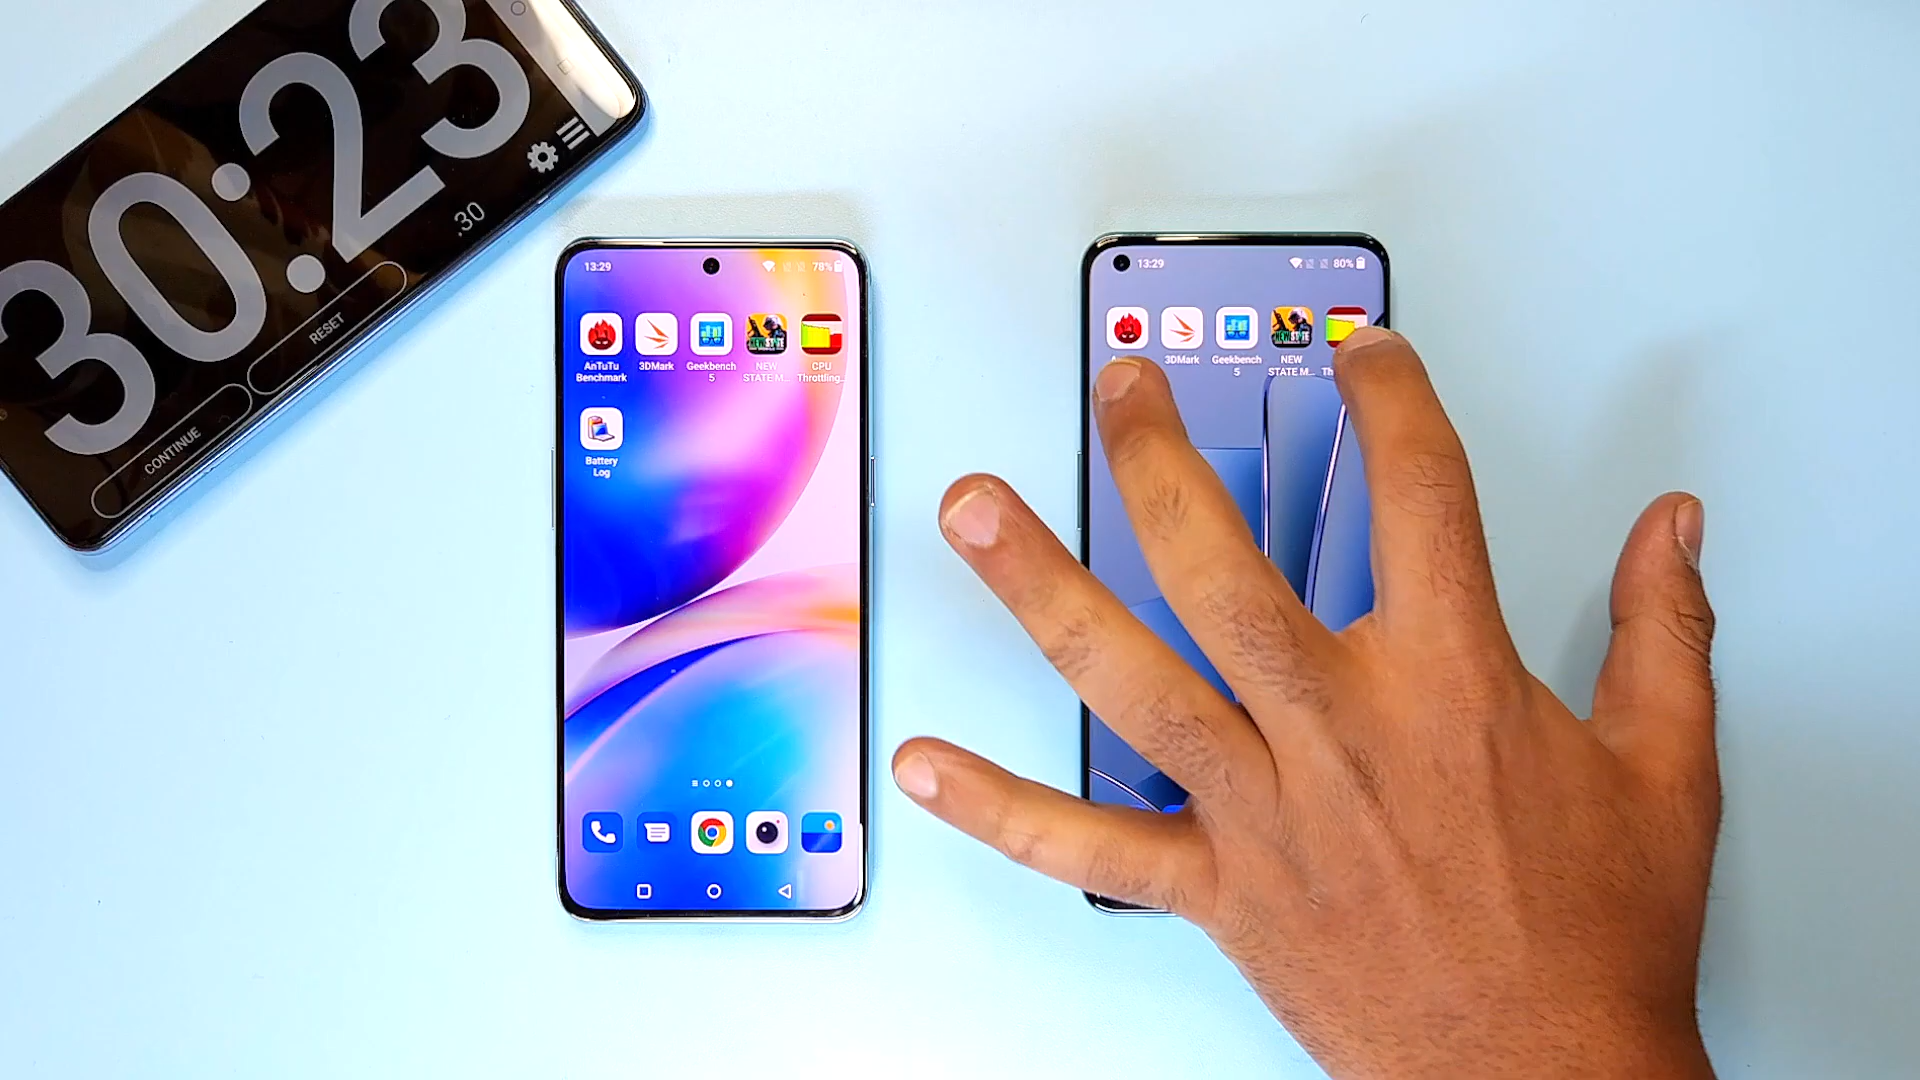 30:23
.30
RESET
CONTINUE
13:29
78%
AnTuTu Benchmark
3DMark
Geekbench 5
NEW STATE M...
CPU Throttling...
Battery Log
13:29
80%
3DMark
Geekbench 5
NEW STATE M...